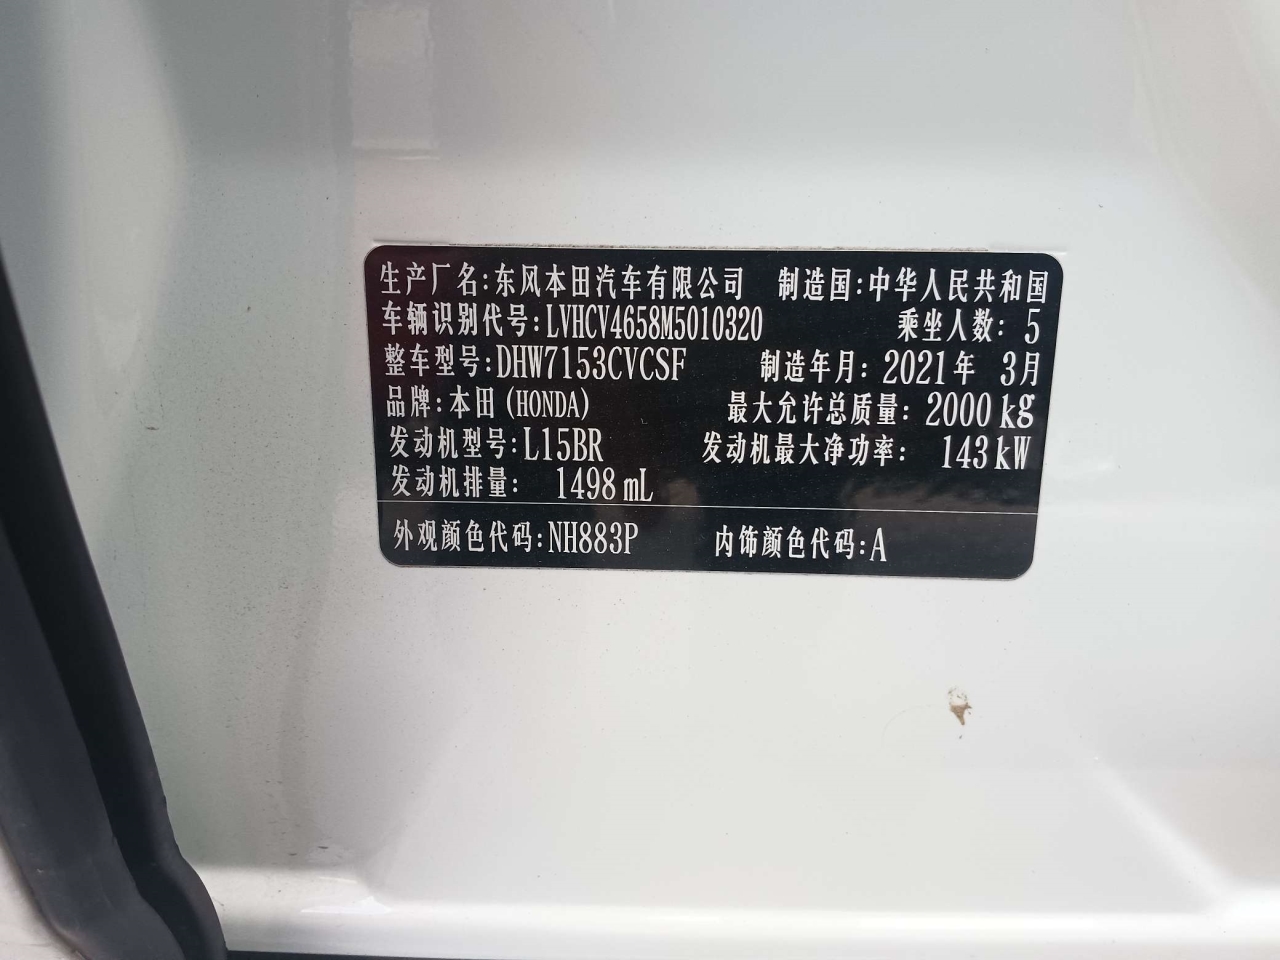 生产厂名:东风本田汽车有限公司 制造国:中华人民共和国
车辆识别代号:LVHCV4658M5010320 乘坐人数: 5
整车型号:DHW7153CVCSF 制造年月: 2021年 3月
品牌:本田(HONDA) 最大允许总质量: 2000kg
发动机型号:L15BR 发动机最大净功率: 143kW
发动机排量: 1498mL
外观颜色代码:NH883P 内饰颜色代码:A